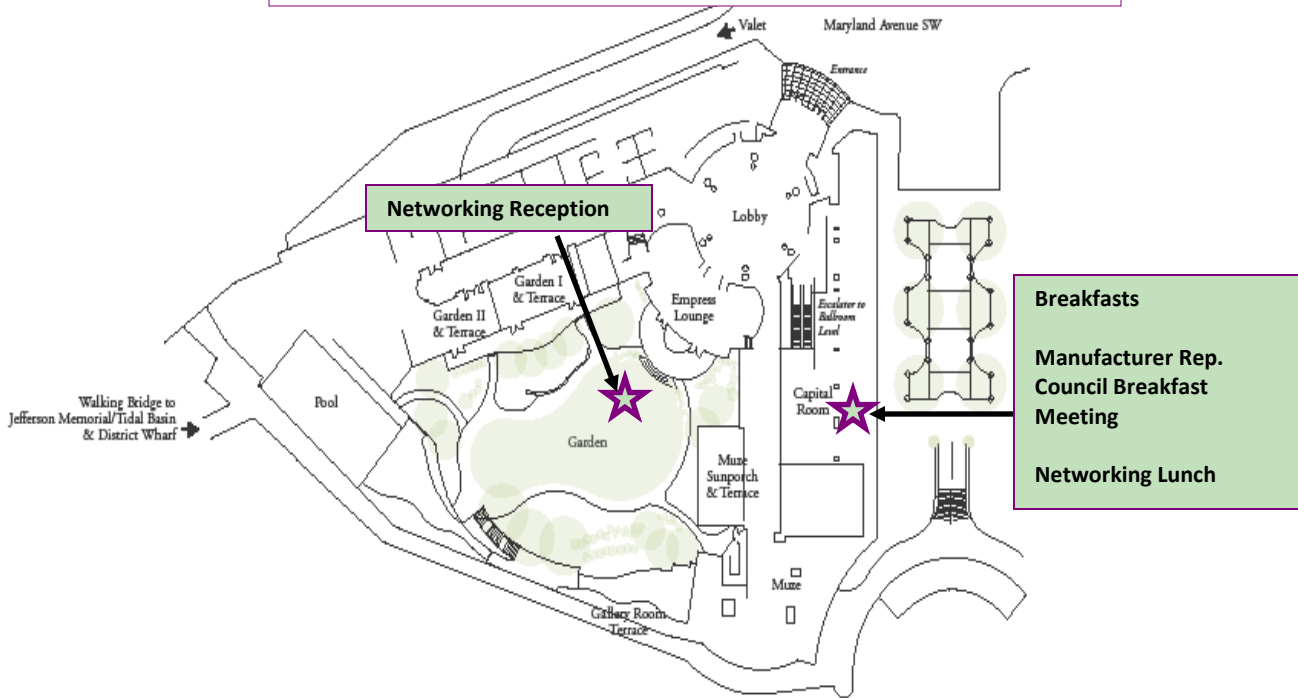 Valet
Maryland Avenue SW
Entrance
Networking Reception
Lobby
Garden I
& Terrace
Garden II
& Terrace
Empress
Lounge
Escalator to
Ballroom
Level
Breakfasts
Manufacturer Rep.
Council Breakfast
Meeting
Networking Lunch
Walking Bridge to
Jefferson Memorial/Tidal Basin
& District Wharf
Pool
Capital
Room
Garden
Muze
Sunporch
& Terrace
Muze
Gallery Room
Terrace